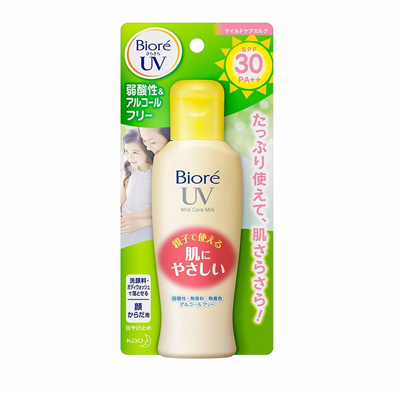 Bioré
さらさら
UV
弱酸性&
アルコール
フリー
マイルドケアミルク
SPF
30
PA++
たっぷり使えて、肌さらさら!
Bioré
UV
Mild Care Milk
親子で使える
肌に
やさしい
弱酸性・無香料・無着色
アルコールフリー
洗顔料・
ボディウォッシュ
で落とせる
顔
からだ用
日やけ止め
KAO